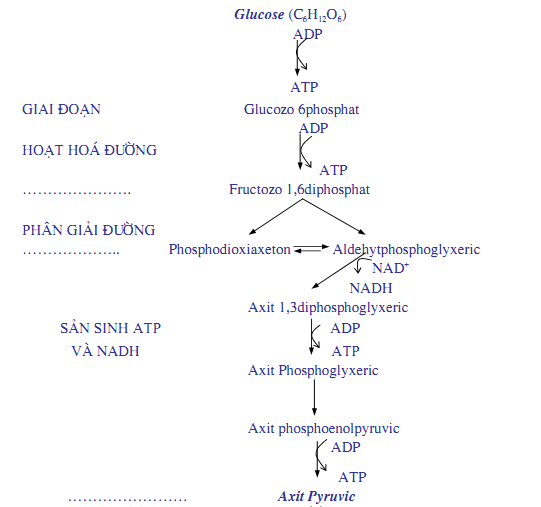 Glucose (C₆H₁₂O₆)
ADP
ATP
GIAI ĐOẠN Glucozo 6phosphat
ADP
HOẠT HOÁ ĐƯỜNG
ATP
…………………. Fructozo 1,6diphosphat
PHÂN GIẢI ĐƯỜNG
……………….. Phosphodioxiaxeton Aldehytphosphoglyxeric
NAD⁺
NADH
Axit 1,3diphosphoglyxeric
SẢN SINH ATP ADP
VÀ NADH ATP
Axit Phosphoglyxeric
Axit phosphoenolpyruvic
ADP
ATP
…………………… Axit Pyruvic